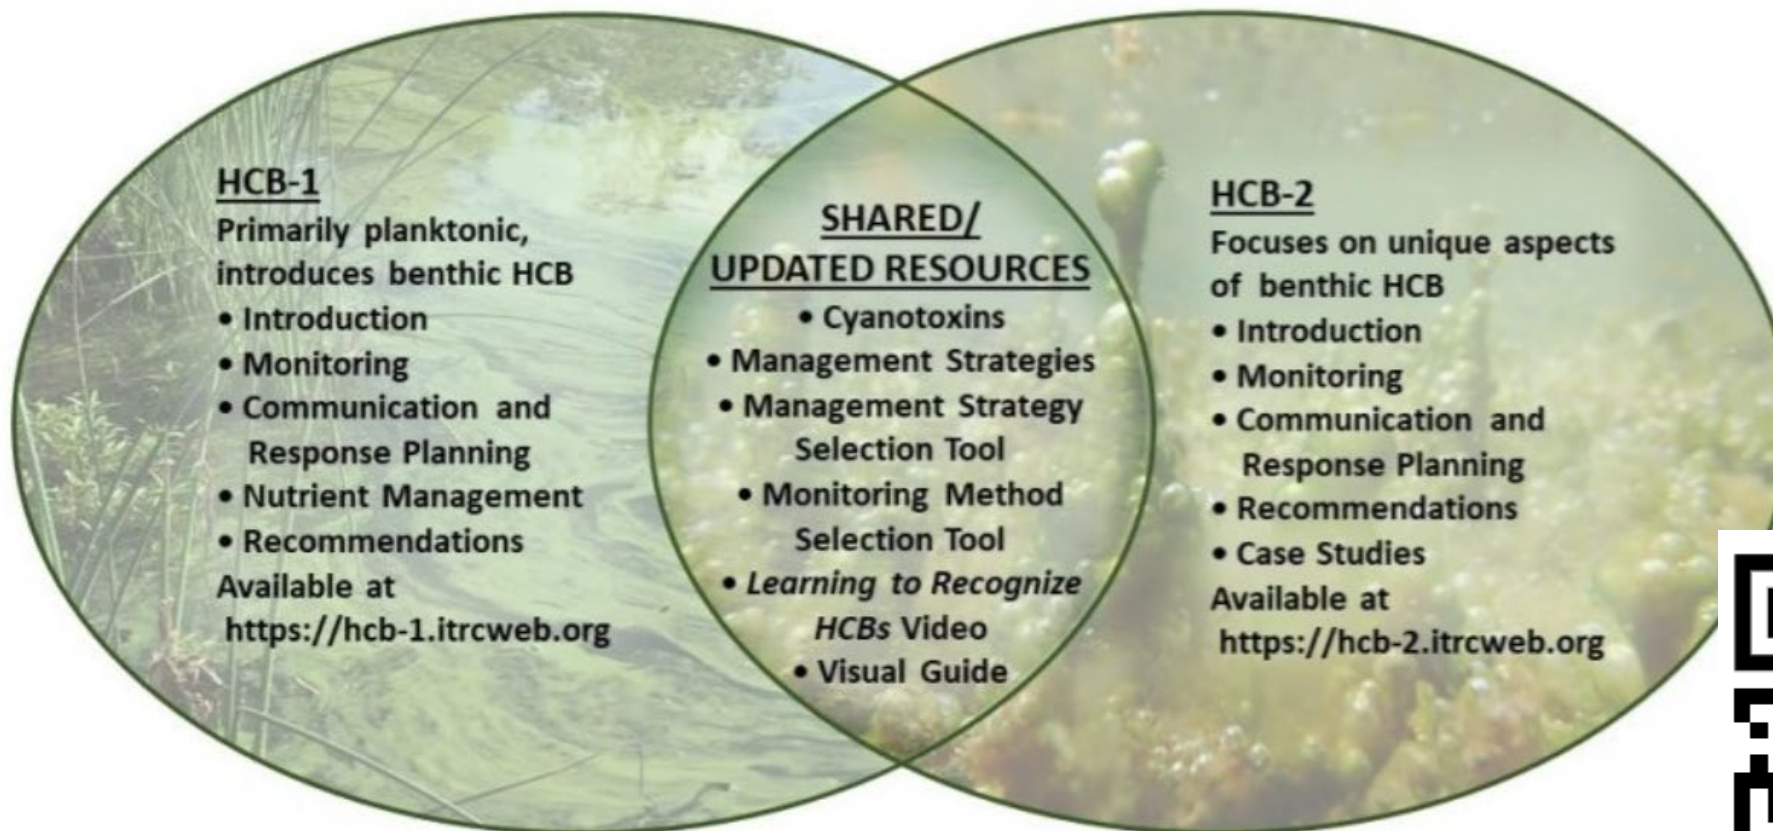 HCB-1
Primarily planktonic,
introduces benthic HCB
• Introduction
• Monitoring
• Communication and
Response Planning
• Nutrient Management
• Recommendations
Available at
https://hcb-1.itrcweb.org
SHARED/
UPDATED RESOURCES
• Cyanotoxins
• Management Strategies
• Management Strategy
Selection Tool
• Monitoring Method
Selection Tool
• Learning to Recognize
HCBs Video
• Visual Guide
HCB-2
Focuses on unique aspects
of benthic HCB
• Introduction
• Monitoring
• Communication and
Response Planning
• Recommendations
• Case Studies
Available at
https://hcb-2.itrcweb.org